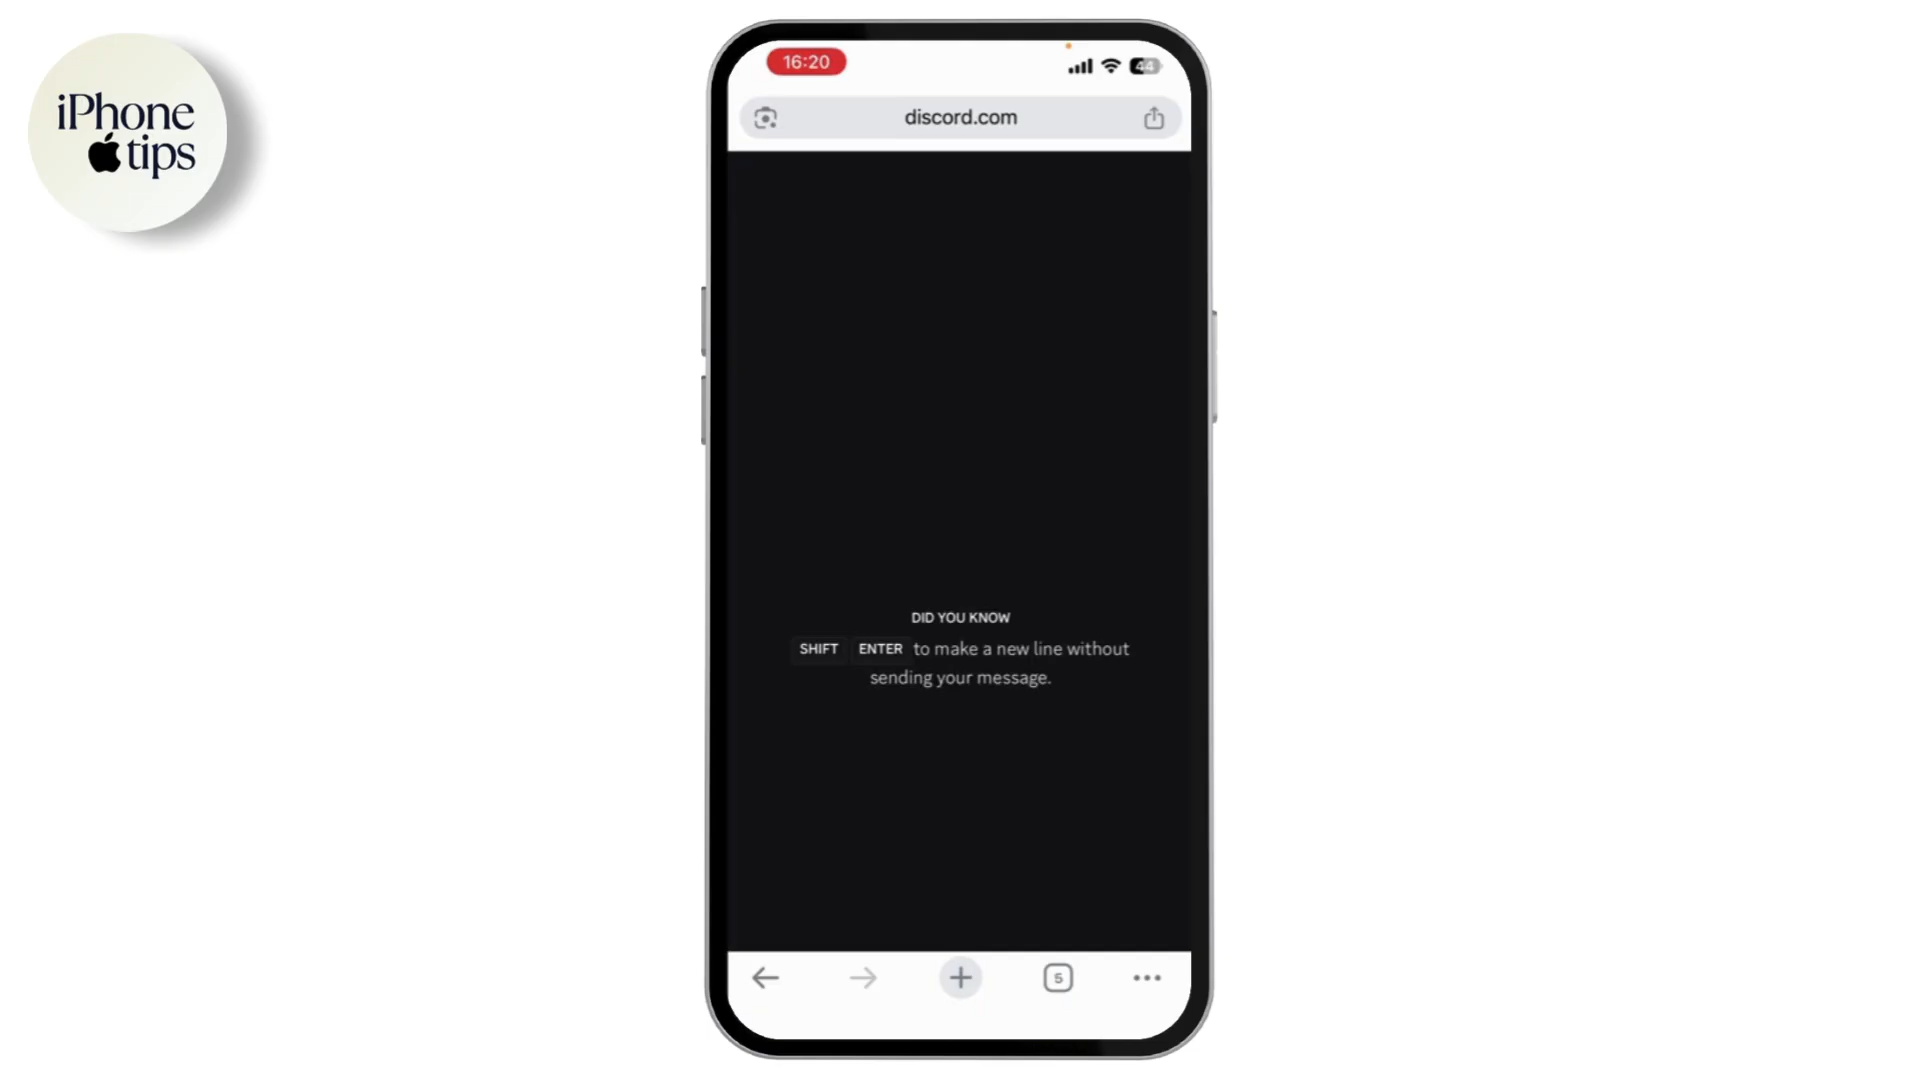 iPhone
tips
16:20
44
discord.com
DID YOU KNOW
SHIFT ENTER to make a new line without
sending your message.
5